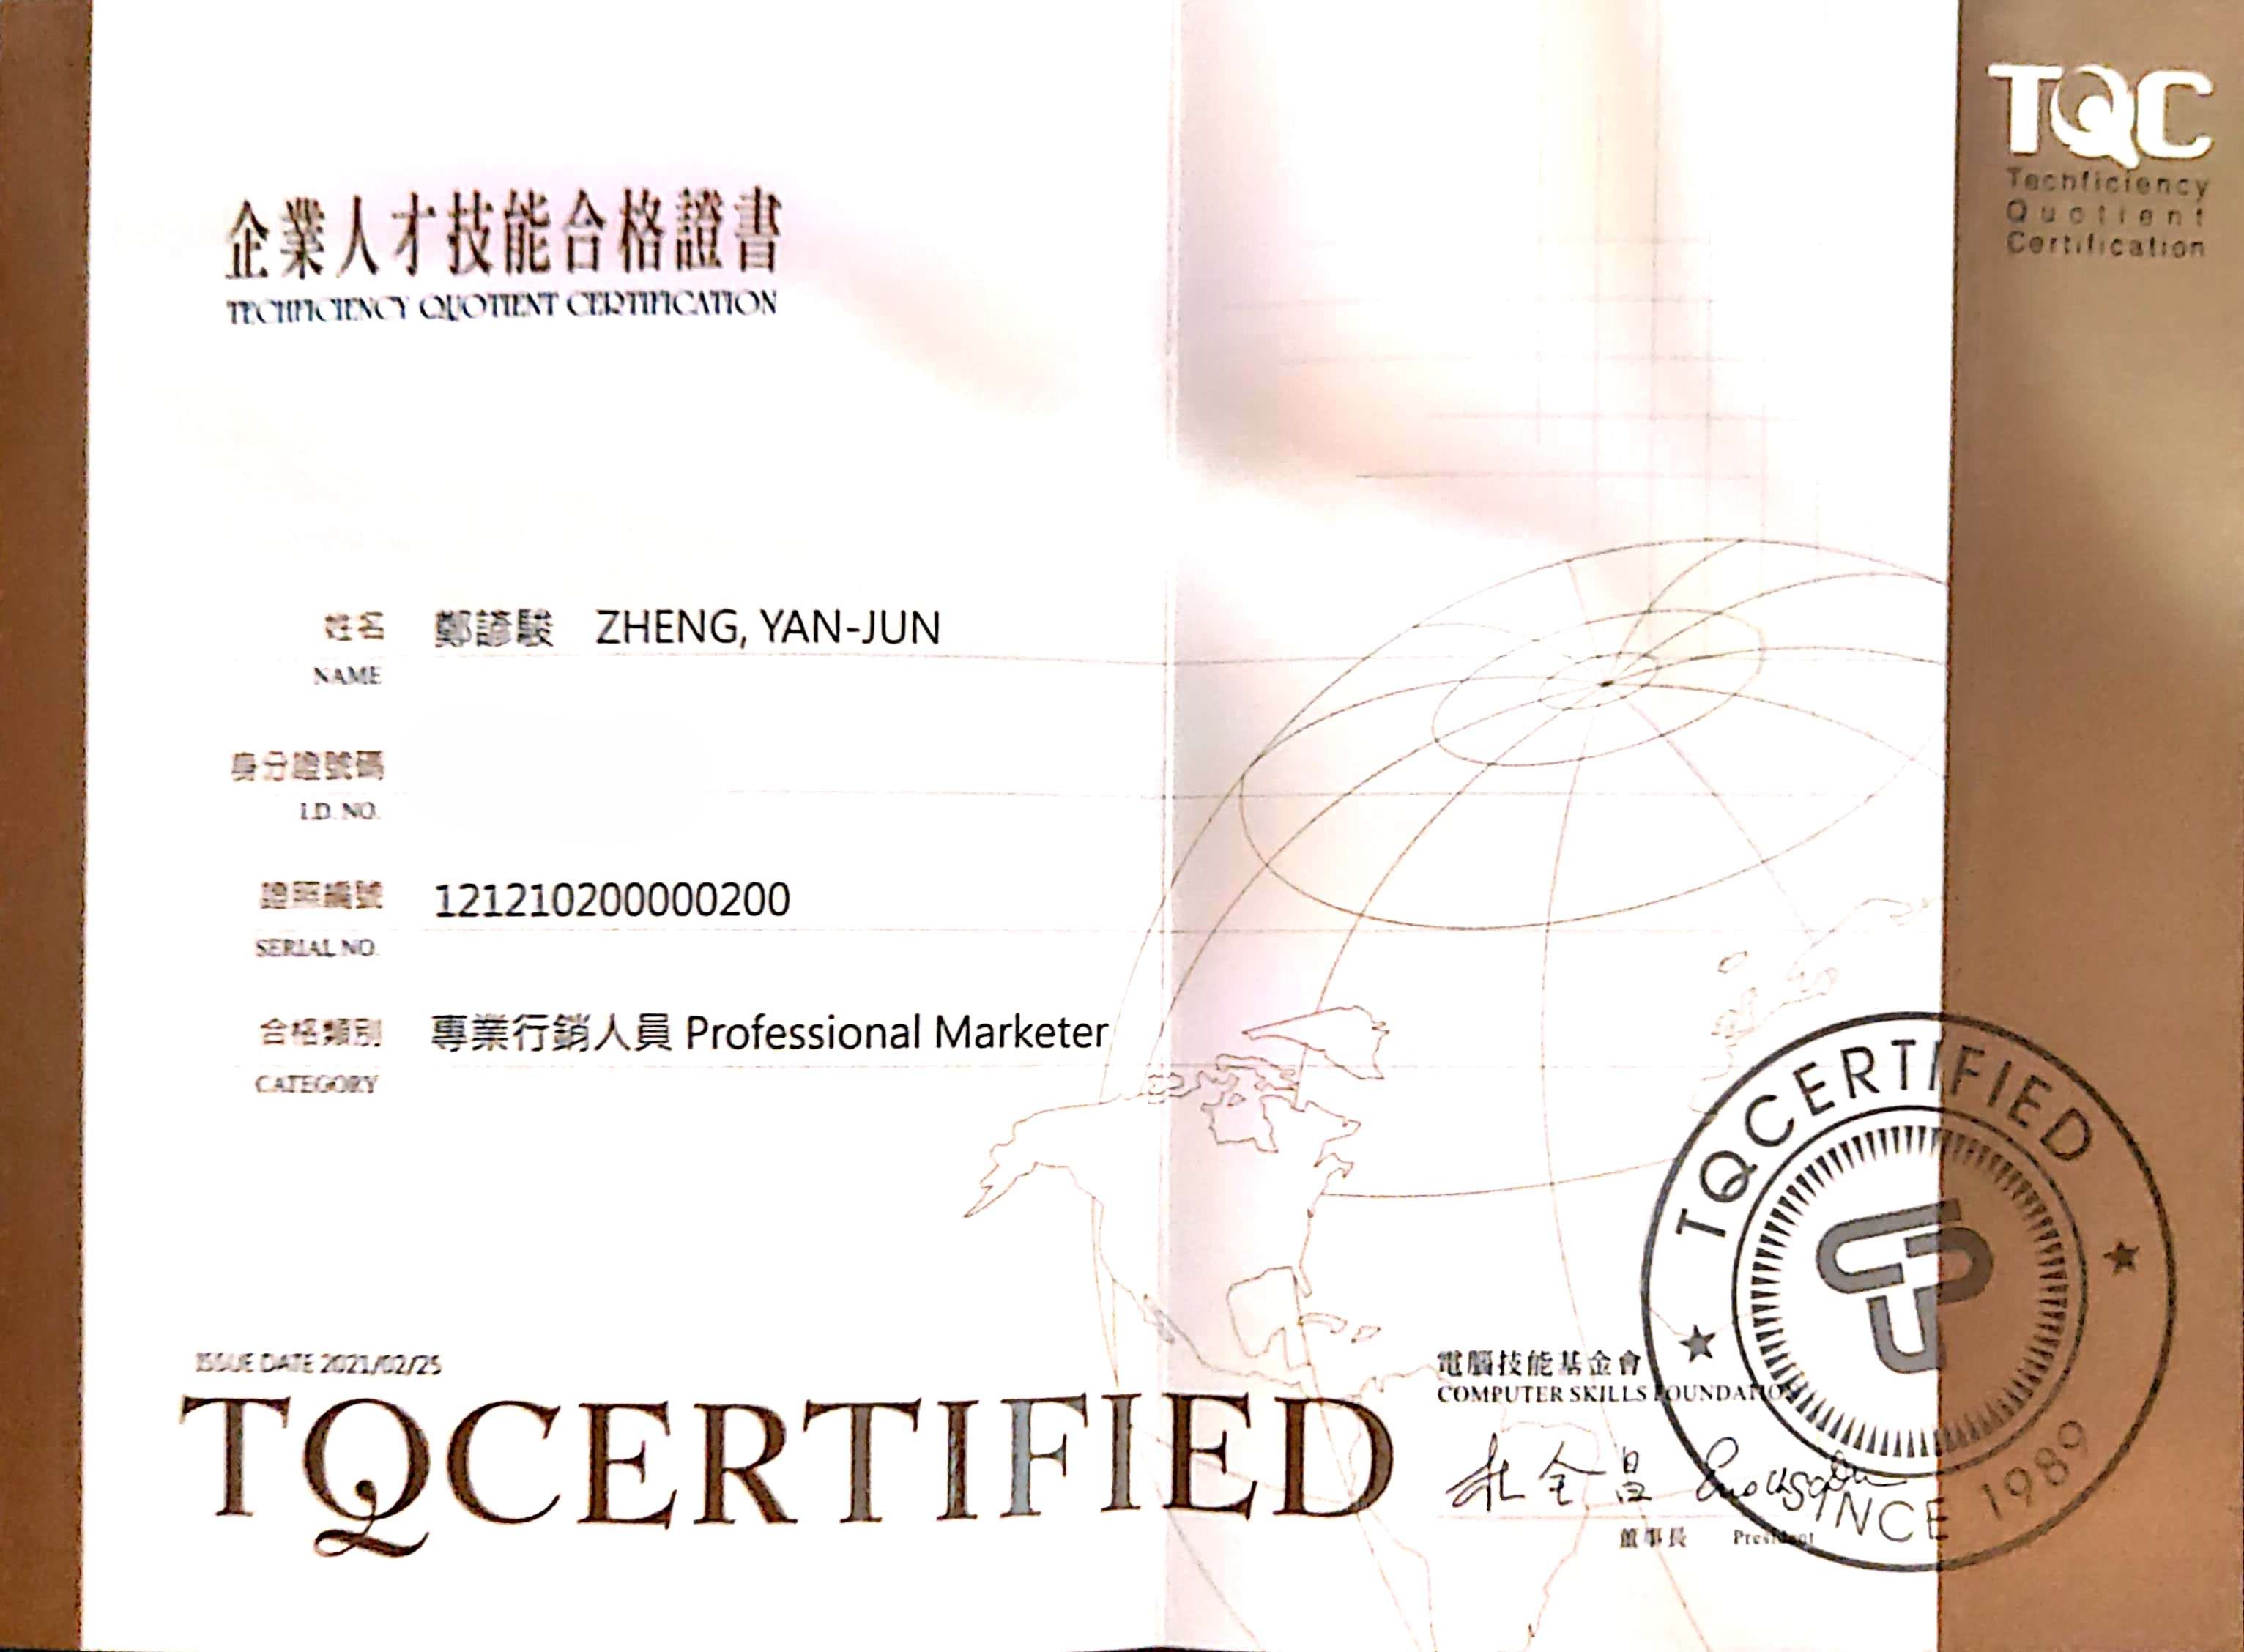 TQC
Techficiency
Quotient
Certification
企業人才技能合格證書
TECHFICIENCY QUOTIENT CERTIFICATION
姓名 鄭諺駿 ZHENG, YAN-JUN
NAME
身分證號碼
I.D. NO.
證照編號 121210200000200
SERIAL NO.
合格類別 專業行銷人員 Professional Marketer
CATEGORY
ISSUE DATE 2021/02/25
TQCERTIFIED
電腦技能基金會
COMPUTER SKILLS FOUNDATION
杜全昌
董事長 President
TQCERTIFIED
SINCE 1989